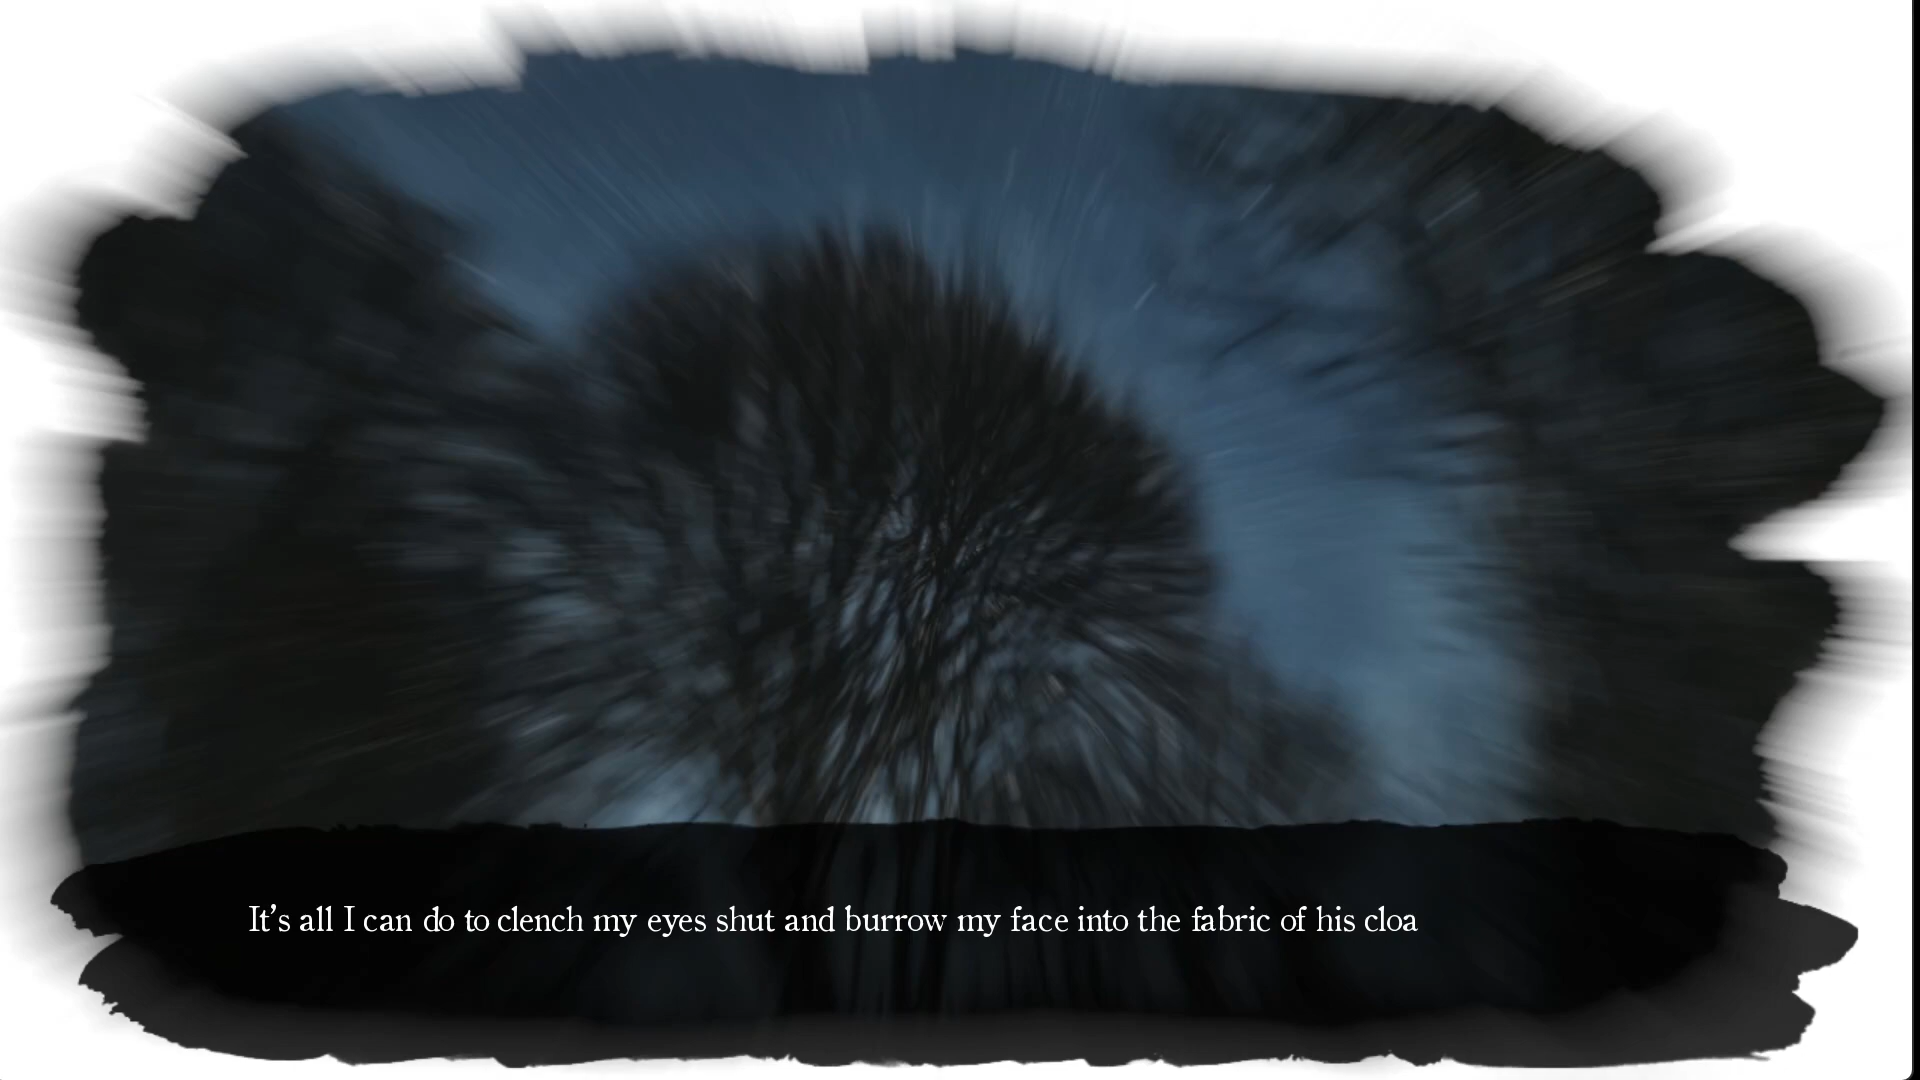 It’s all I can do to clench my eyes shut and burrow my face into the fabric of his cloa